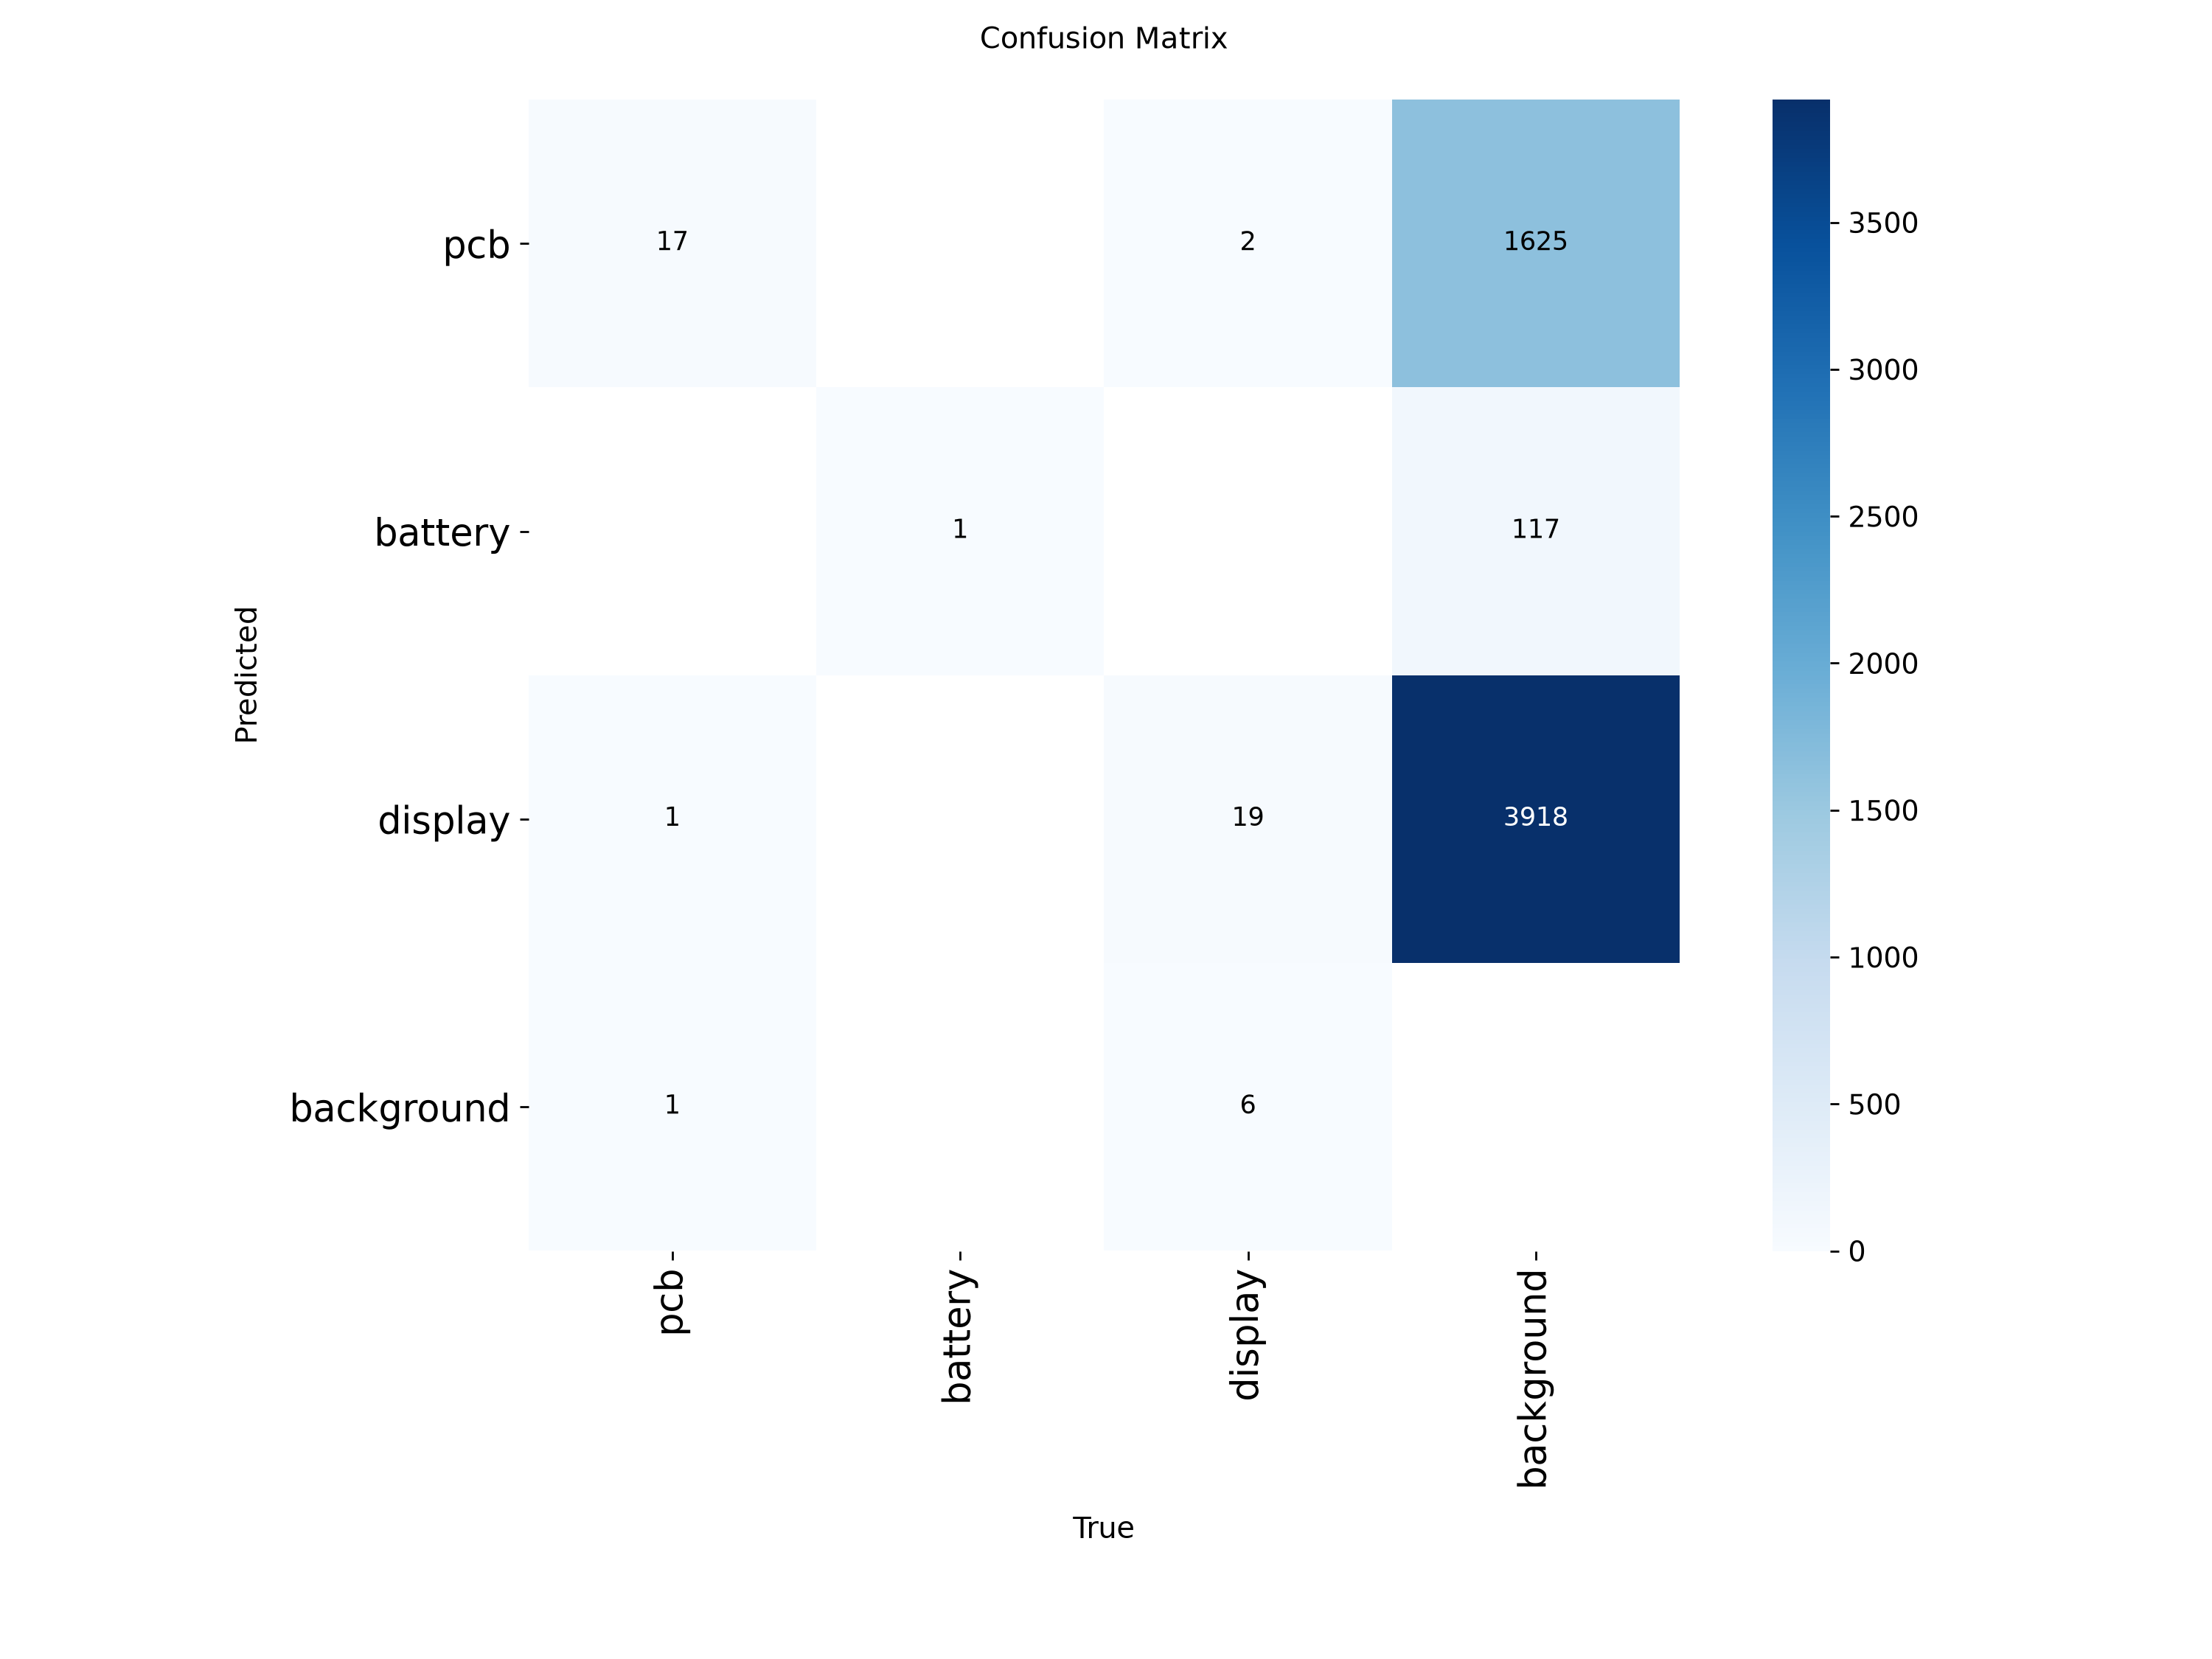 Confusion Matrix
pcb
17
2
1625
battery
1
117
display
1
19
3918
background
1
6
Predicted
pcb
battery
display
background
True
3500
3000
2500
2000
1500
1000
500
0